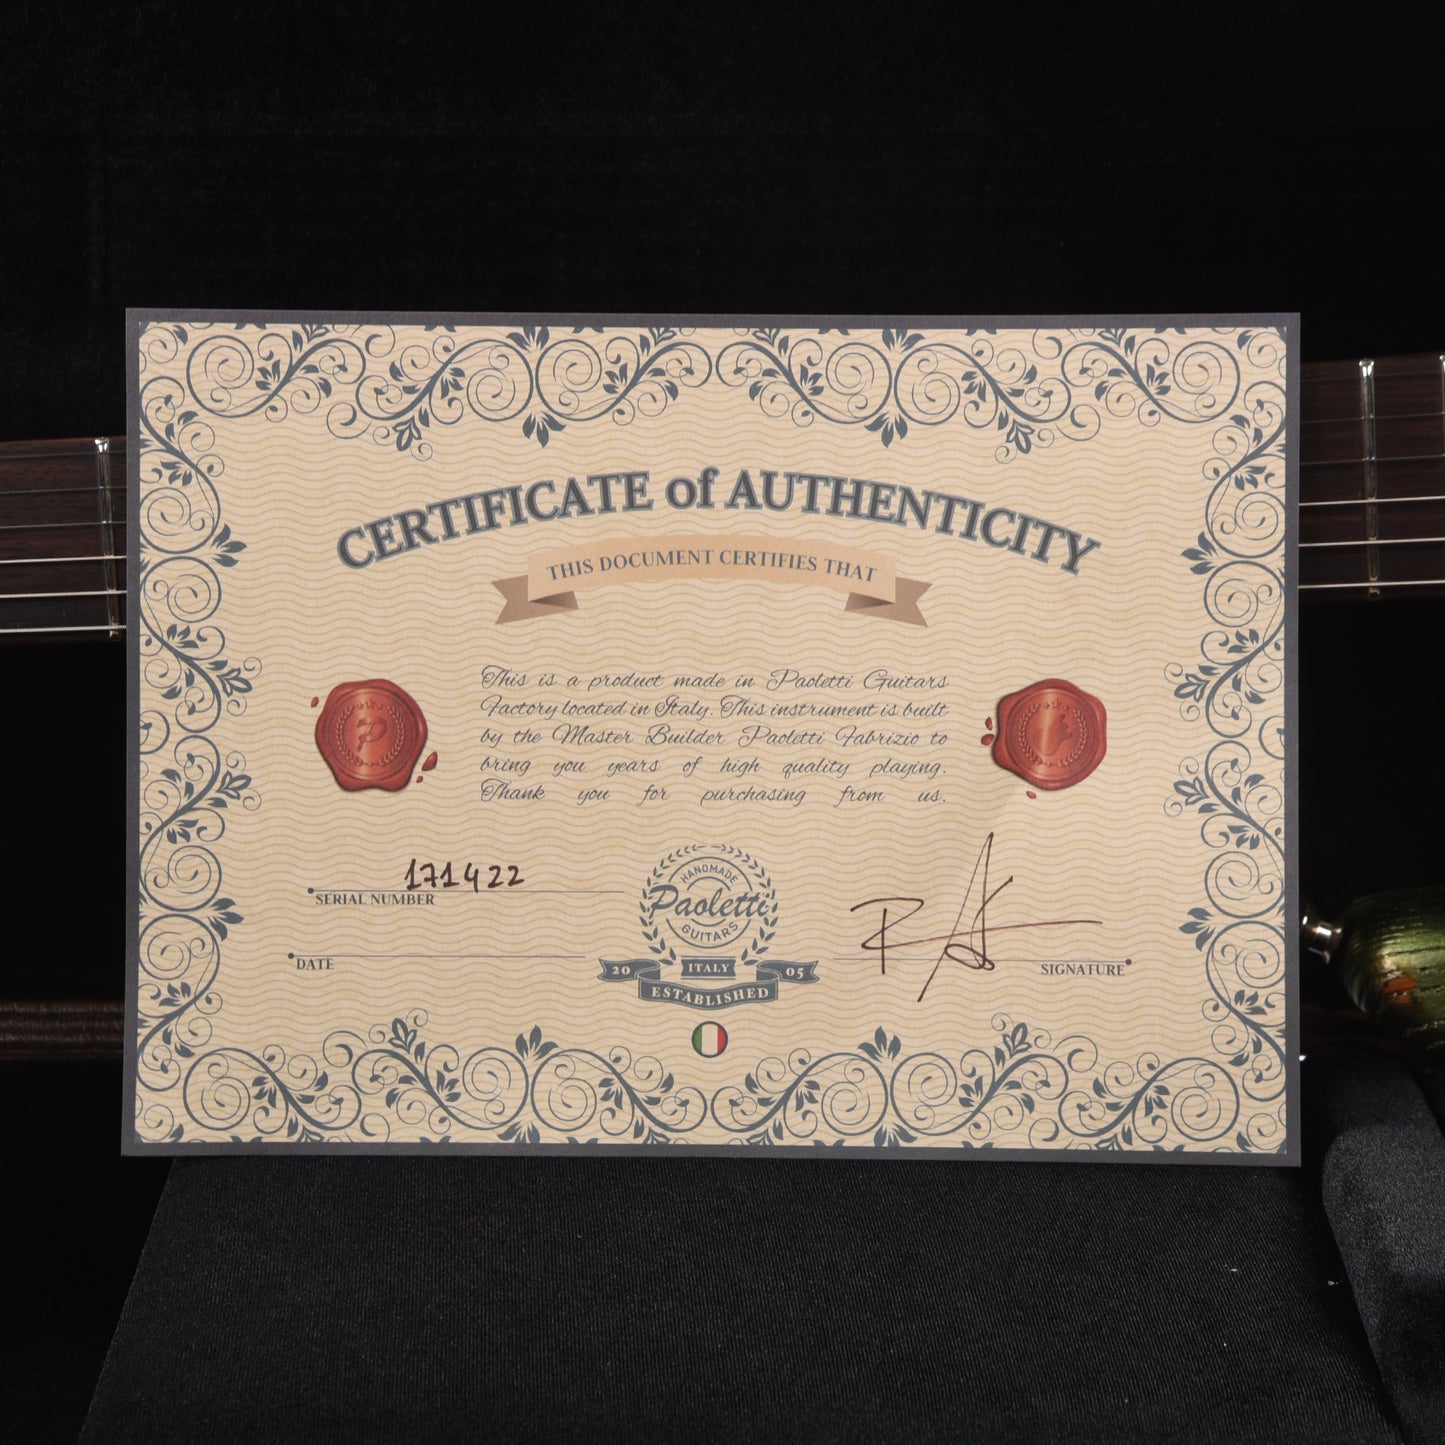 CERTIFICATE of AUTHENTICITY
THIS DOCUMENT CERTIFIES THAT
This is a product made in Paoletti Guitars
Factory located in Italy. This instrument is built
by the Master Builder Paoletti Fabrizio to
bring you years of high quality playing.
Thank you for purchasing from us.
P
171422
SERIAL NUMBER
DATE
HANDMADE
Paoletti
GUITARS
20 ITALY 05
ESTABLISHED
SIGNATURE